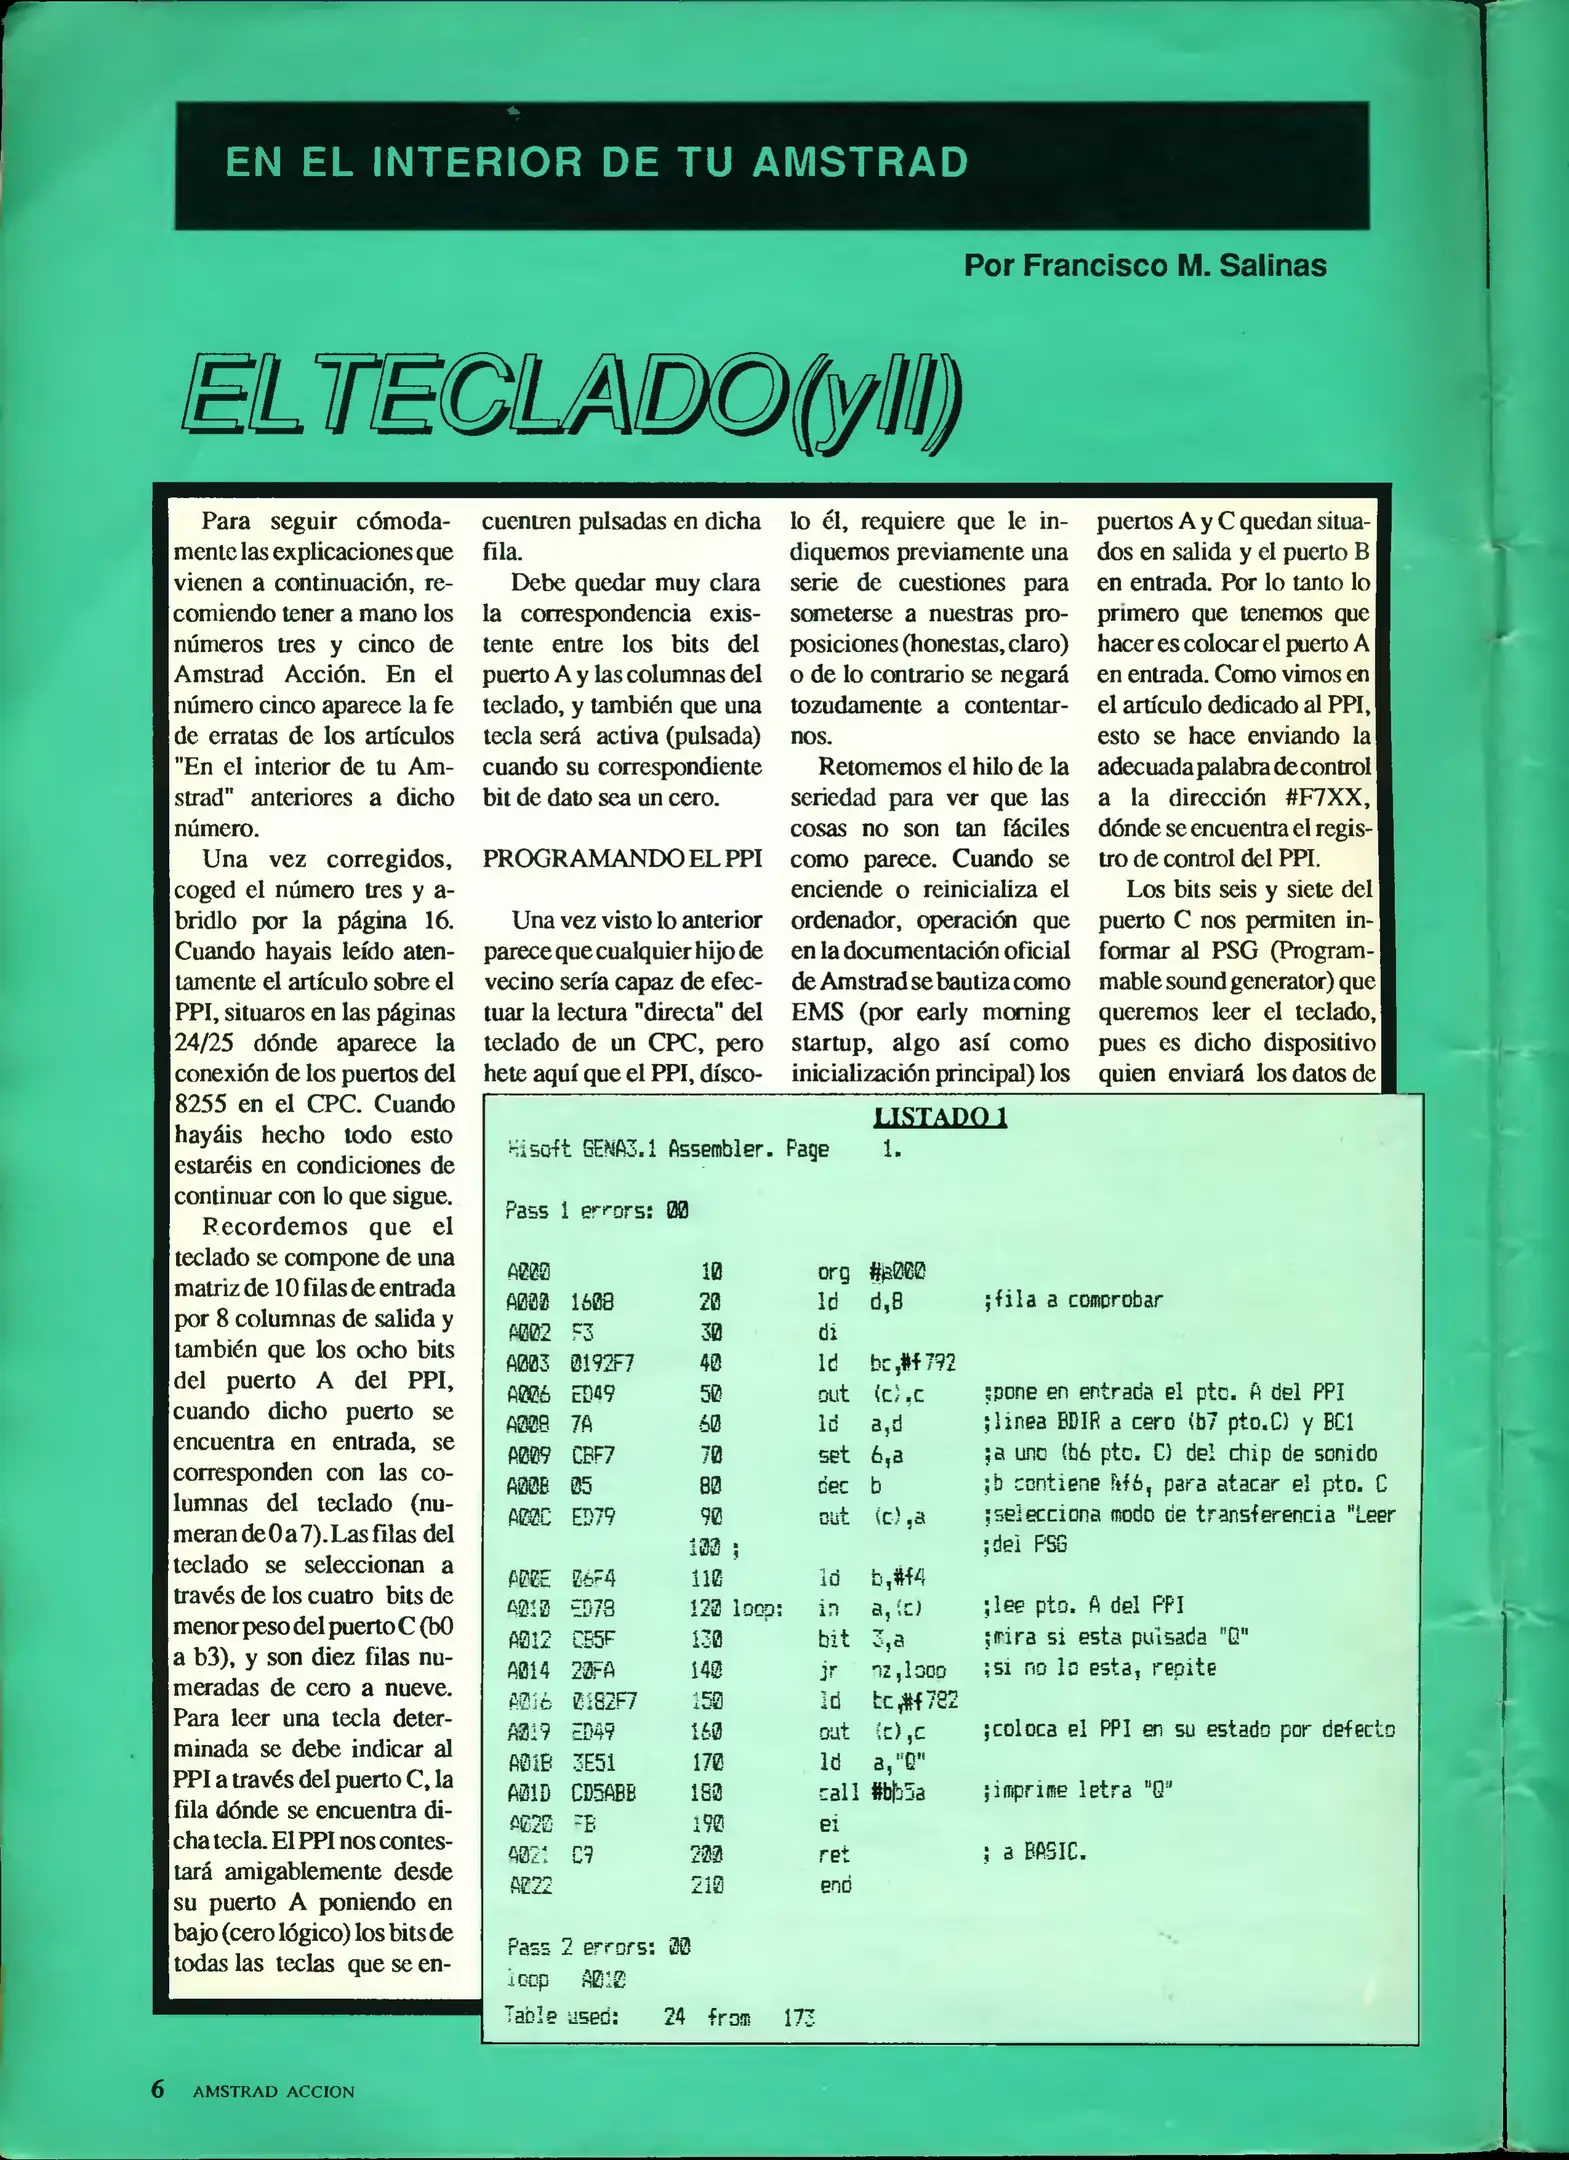 EN EL INTERIOR DE TU AMSTRAD
Por Francisco M. Salinas
EL TECLADO (y II)
Para seguir cómoda-
mente las explicaciones que
vienen a continuación, re-
comiendo tener a mano los
números tres y cinco de
Amstrad Acción. En el
número cinco aparece la fe
de erratas de los artículos
"En el interior de tu Am-
strad" anteriores a dicho
número.
Una vez corregidos,
coged el número tres y a-
bridlo por la página 16.
Cuando hayais leído aten-
tamente el artículo sobre el
PPI, situaros en las páginas
24/25 dónde aparece la
conexión de los puertos del
8255 en el CPC. Cuando
hayáis hecho todo esto
estaréis en condiciones de
continuar con lo que sigue.
Recordemos que el
teclado se compone de una
matriz de 10 filas de entrada
por 8 columnas de salida y
también que los ocho bits
del puerto A del PPI,
cuando dicho puerto se
encuentra en entrada, se
corresponden con las co-
lumnas del teclado (nu-
meran de 0 a 7). Las filas del
teclado se seleccionan a
través de los cuatro bits de
menor peso del puerto C (b0
a b3), y son diez filas nu-
meradas de cero a nueve.
Para leer una tecla deter-
minada se debe indicar al
PPI a través del puerto C, la
fila dónde se encuentra di-
cha tecla. El PPI nos contes-
tará amigablemente desde
su puerto A poniendo en
bajo (cero lógico) los bits de
todas las teclas que se en-
cuentren pulsadas en dicha
fila.
Debe quedar muy clara
la correspondencia exis-
tente entre los bits del
puerto A y las columnas del
teclado, y también que una
tecla será activa (pulsada)
cuando su correspondiente
bit de dato sea un cero.
PROGRAMANDO EL PPI
Una vez visto lo anterior
parece que cualquier hijo de
vecino sería capaz de efec-
tuar la lectura "directa" del
teclado de un CPC, pero
hete aquí que el PPI, dísco-
lo él, requiere que le in-
diquemos previamente una
serie de cuestiones para
someterse a nuestras pro-
posiciones (honestas, claro)
o de lo contrario se negará
tozudamente a contentar-
nos.
Retomemos el hilo de la
seriedad para ver que las
cosas no son tan fáciles
como parece. Cuando se
enciende o reinicializa el
ordenador, operación que
en la documentación oficial
de Amstrad se bautiza como
EMS (por early morning
startup, algo así como
inicialización principal) los
puertos A y C quedan situa-
dos en salida y el puerto B
en entrada. Por lo tanto lo
primero que tenemos que
hacer es colocar el puerto A
en entrada. Como vimos en
el artículo dedicado al PPI,
esto se hace enviando la
adecuada palabra de control
a la dirección #F7XX,
dónde se encuentra el regis-
tro de control del PPI.
Los bits seis y siete del
puerto C nos permiten in-
formar al PSG (Program-
mable sound generator) que
queremos leer el teclado,
pues es dicho dispositivo
quien enviará los datos de
LISTADO 1
Hisoft GENA3.1 Assembler. Page 1.
Pass 1 errors: 00
A000 10 org #a000
A000 1608 20 ld d,8 ;fila a comprobar
A002 F3 30 di
A003 0192F7 40 ld bc,#f792
A006 ED49 50 out (c),c ;pone en entrada el pto. A del PPI
A008 7A 60 ld a,d ;linea BDIR a cero (b7 pto.C) y BC1
A009 CBF7 70 set 6,a ;a uno (b6 pto. C) del chip de sonido
A00B 05 80 dec b ;b contiene #f6, para atacar el pto. C
A00C ED79 90 out (c),a ;selecciona modo de transferencia "Leer
100 ; ;del PSG
A00E 06F4 110 ld b,#f4
A010 ED78 120 loop: in a,(c) ;lee pto. A del PPI
A012 CB5F 130 bit 3,a ;mira si esta pulsada "Q"
A014 20FA 140 jr nz,loop ;si no lo esta, repite
A016 0182F7 150 ld bc,#f782
A019 ED49 160 out (c),c ;coloca el PPI en su estado por defecto
A01B 3E51 170 ld a,"Q"
A01D CD5ABB 180 call #bb5a ;imprime letra "Q"
A020 FB 190 ei
A021 C9 200 ret ; a BASIC.
A022 210 end
Pass 2 errors: 00
loop A010
Table used: 24 from 173
6 AMSTRAD ACCION